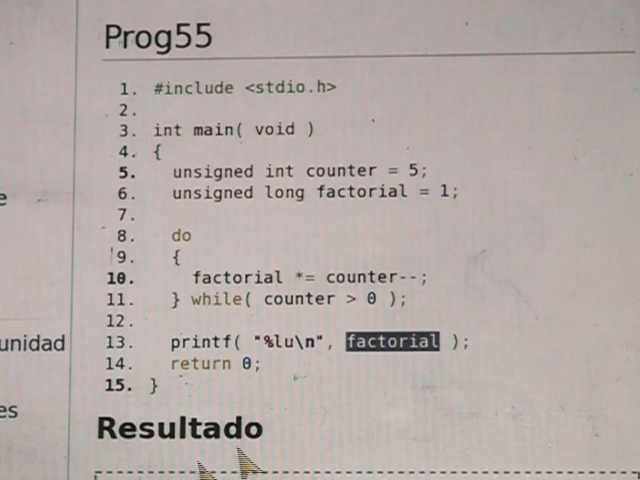 Prog55
1. #include <stdio.h>
2.
3. int main( void )
4. {
5. unsigned int counter = 5;
6. unsigned long factorial = 1;
7.
8. do
9. {
10. factorial *= counter--;
11. } while( counter > 0 );
12.
13. printf( "%lu\n", factorial );
14. return 0;
15. }
Resultado
e
unidad
es